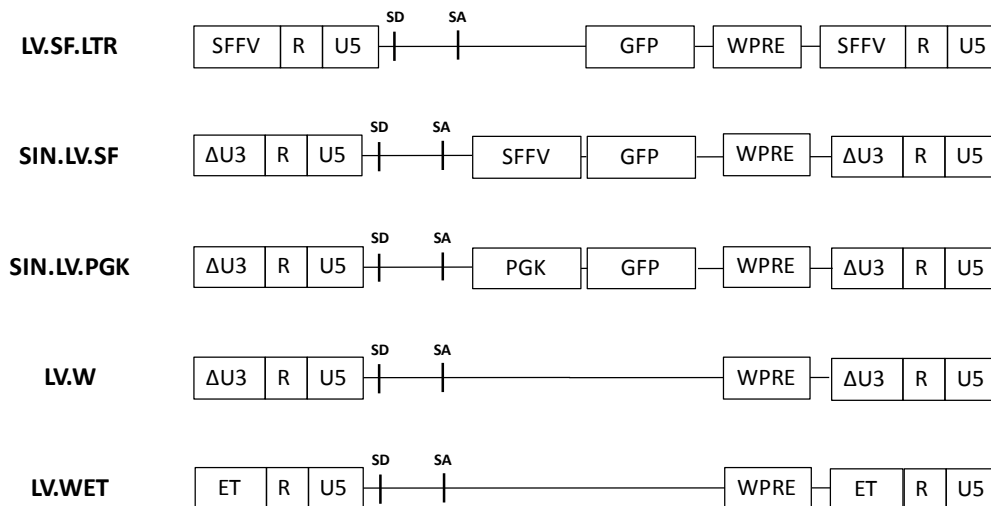 SD SA
LV.SF.LTR SFFV R U5 GFP WPRE SFFV R U5
SD SA
SIN.LV.SF ΔU3 R U5 SFFV GFP WPRE ΔU3 R U5
SD SA
SIN.LV.PGK ΔU3 R U5 PGK GFP WPRE ΔU3 R U5
SD SA
LV.W ΔU3 R U5 WPRE ΔU3 R U5
SD SA
LV.WET ET R U5 WPRE ET R U5